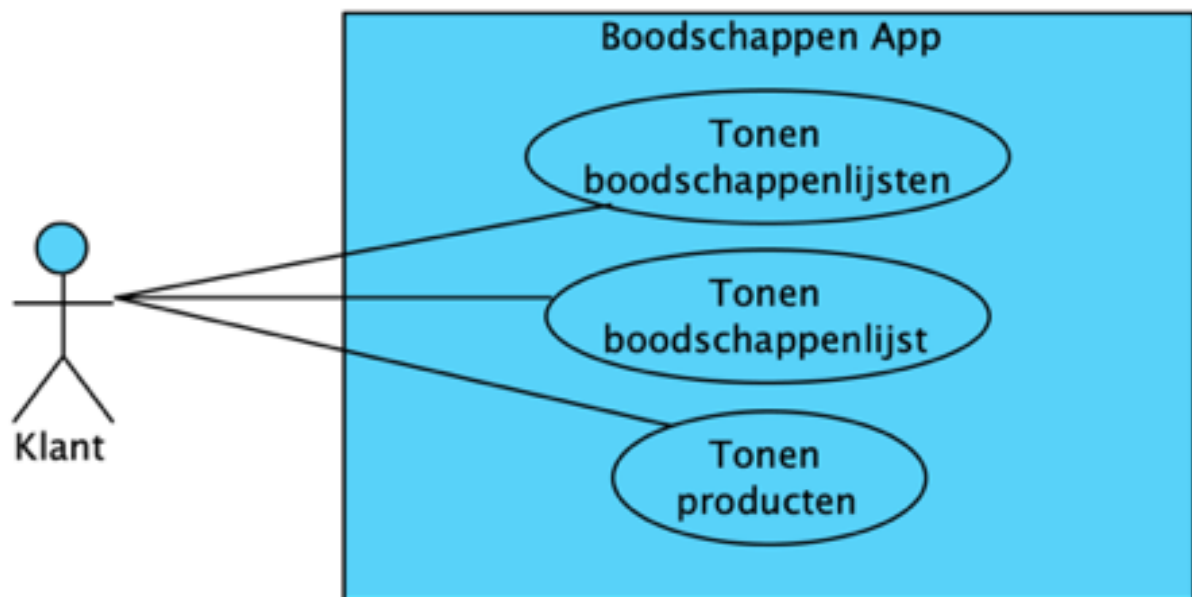 Boodschappen App
Tonen
boodschappenlijsten
Tonen
boodschappenlijst
Klant
Tonen
producten